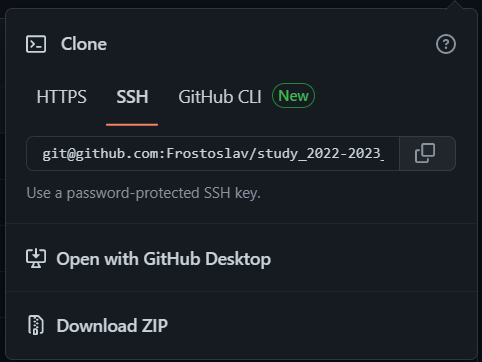 Clone
HTTPS SSH GitHub CLI New
git@github.com:Frostoslav/study_2022-2023_
Use a password-protected SSH key.
Open with GitHub Desktop
Download ZIP